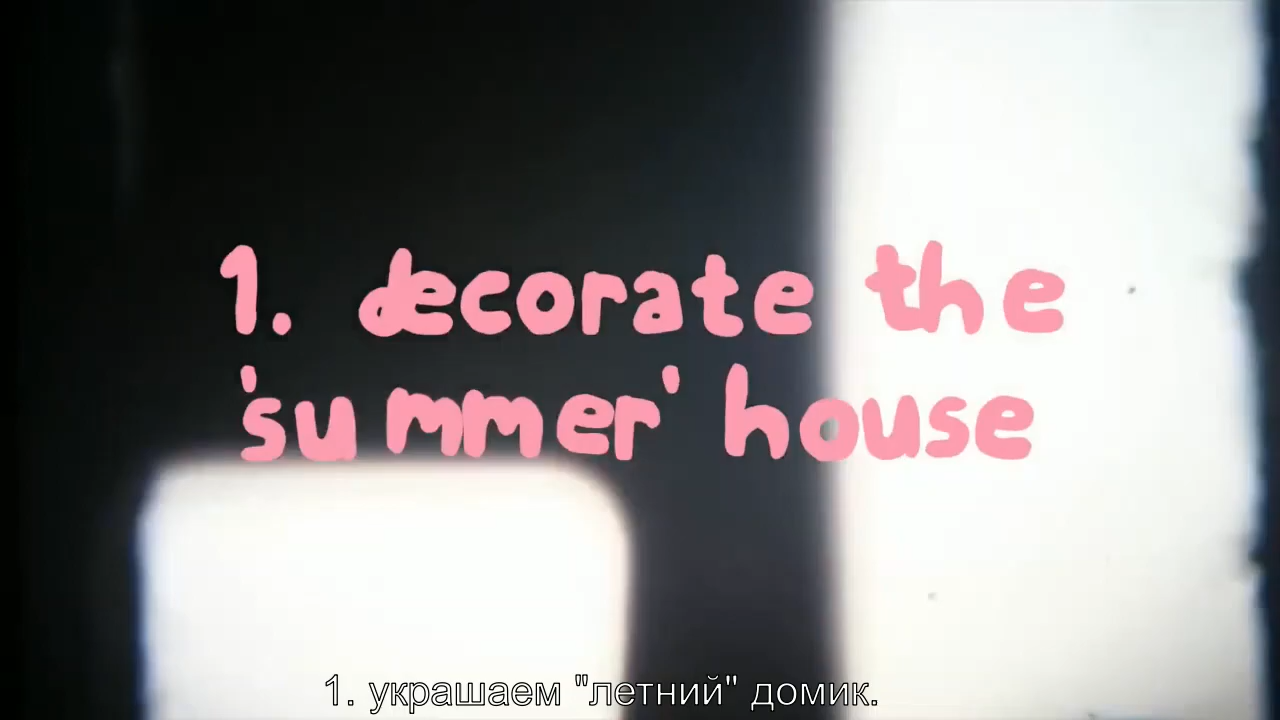 1. decorate the
'summer' house
1. украшаем "летний" домик.